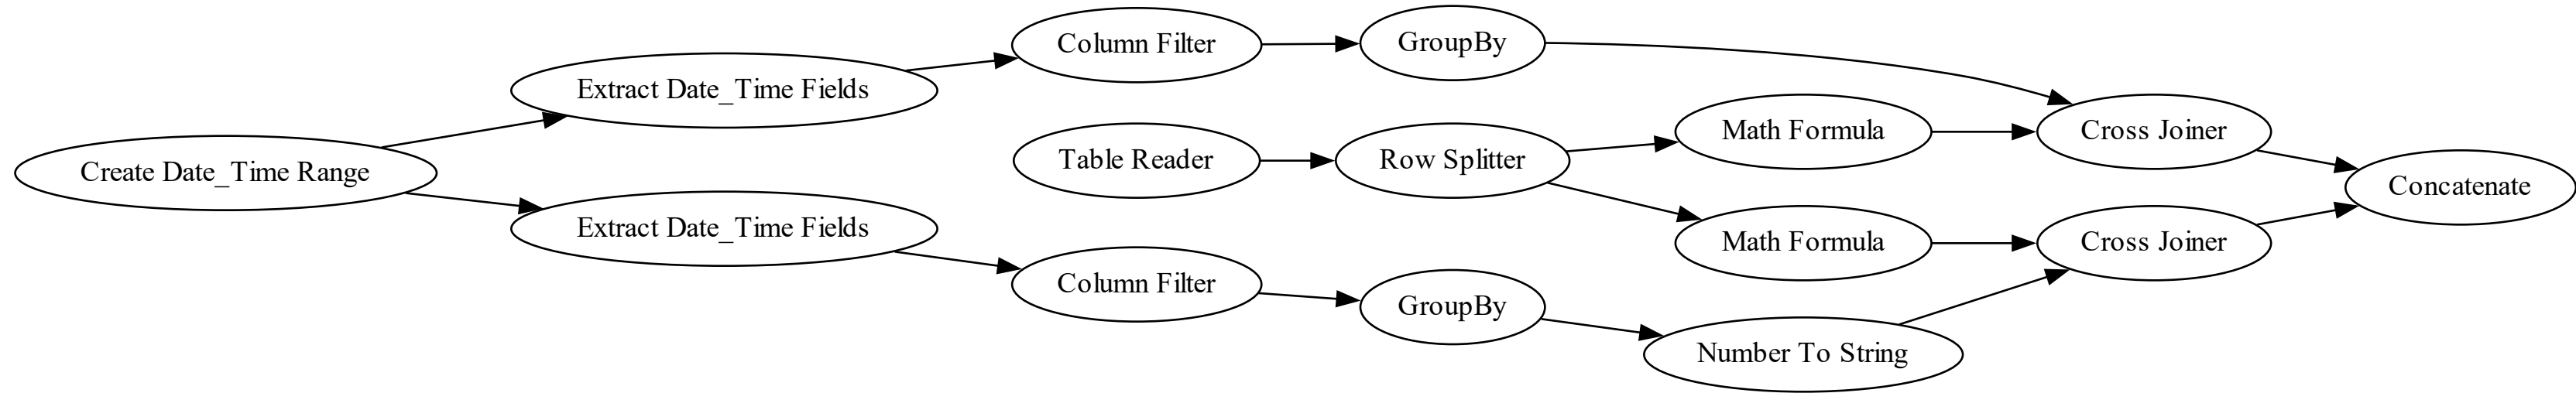 Create Date_Time Range
Extract Date_Time Fields
Column Filter
GroupBy
Table Reader
Row Splitter
Math Formula
Cross Joiner
Extract Date_Time Fields
Column Filter
GroupBy
Math Formula
Number To String
Cross Joiner
Concatenate